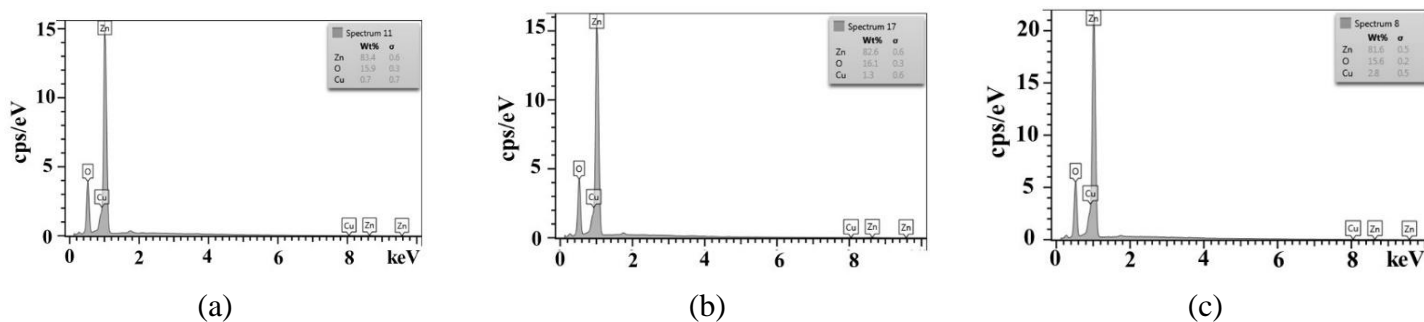 Spectrum 11
Wt% σ
Zn 83.4 0.6
O 15.9 0.3
Cu 0.7 0.7
cps/eV
15
10
5
0
Zn
O
Cu
Cu Zn Zn
0 2 4 6 8 keV
(a)
Spectrum 17
Wt% σ
Zn 82.6 0.6
O 16.1 0.3
Cu 1.3 0.6
cps/eV
15
10
5
0
Zn
O
Cu
Cu Zn Zn
0 2 4 6 8
(b)
Spectrum 8
Wt% σ
Zn 81.6 0.5
O 15.6 0.2
Cu 2.8 0.5
cps/eV
20
15
10
5
0
Zn
O
Cu
Cu Zn Zn
0 2 4 6 8 keV
(c)